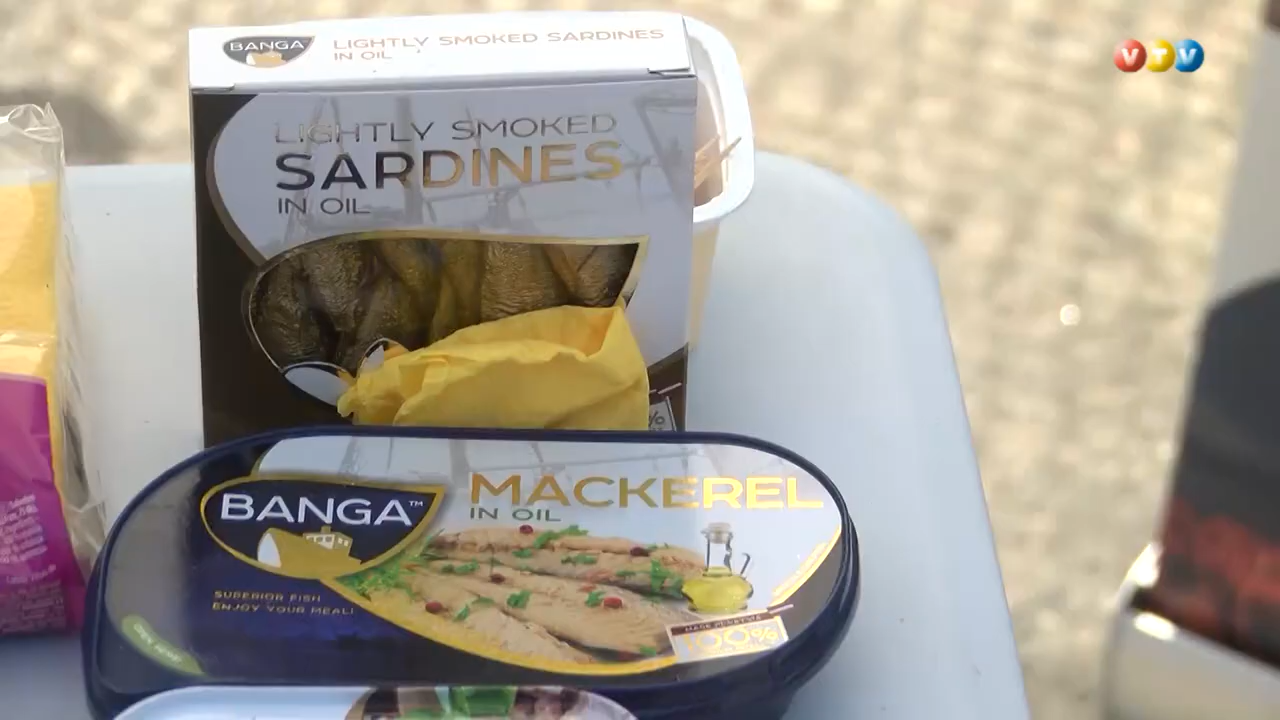 BANGA
LIGHTLY SMOKED SARDINES
IN OIL
VTV
LIGHTLY SMOKED
SARDINES
IN OIL
%
BANGA™
MACKEREL
IN OIL
SUPERIOR FISH
ENJOY YOUR MEAL!
100%